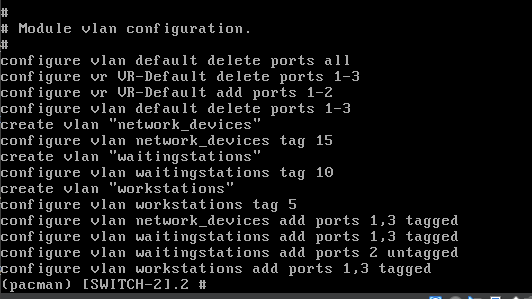 #
# Module vlan configuration.
#
configure vlan default delete ports all
configure vr VR-Default delete ports 1-3
configure vr VR-Default add ports 1-2
configure vlan default delete ports 1-3
create vlan "network_devices"
configure vlan network_devices tag 15
create vlan "waitingstations"
configure vlan waitingstations tag 10
create vlan "workstations"
configure vlan workstations tag 5
configure vlan network_devices add ports 1,3 tagged
configure vlan waitingstations add ports 1,3 tagged
configure vlan waitingstations add ports 2 untagged
configure vlan workstations add ports 1,3 tagged
(pacman) [SWITCH-2].2 #